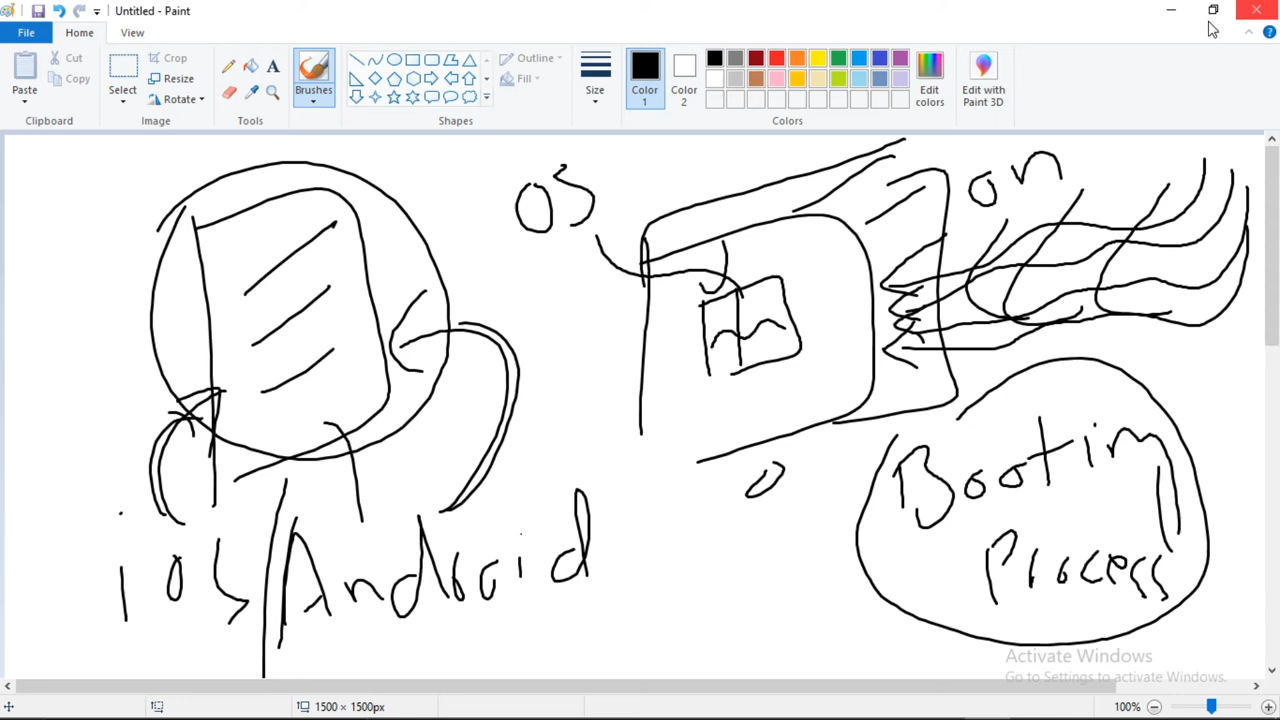 Untitled - Paint
File
Home
View
Paste
Cut
Copy
Clipboard
Select
Crop
Resize
Rotate
Image
Tools
Brushes
Outline
Fill
Shapes
Size
Color
1
Color
2
Edit
colors
Colors
Edit with
Paint 3D
OS
on
iOS
Android
Booting
Process
Activate Windows
Go to Settings to activate Windows.
1500 × 1500px
100%